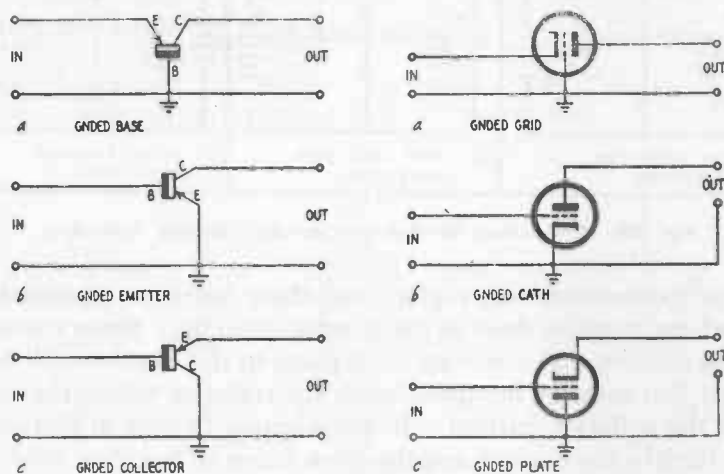 E
C
IN
OUT
B
a GNDED BASE
IN
OUT
a GNDED GRID
C
B
E
IN
OUT
b GNDED EMITTER
OUT
IN
b GNDED CATH
E
B
C
IN
OUT
c GNDED COLLECTOR
OUT
IN
c GNDED PLATE